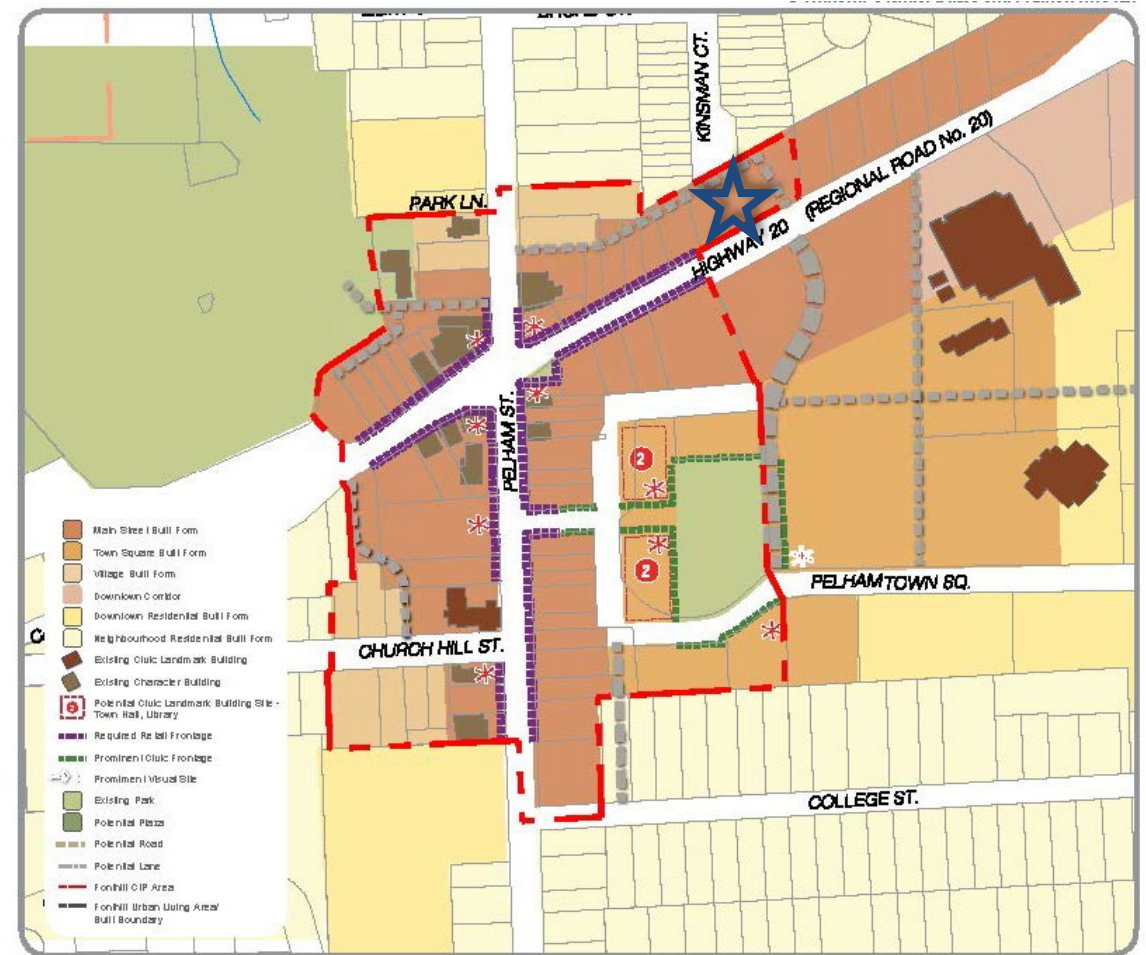 KINSMAN CT.
HIGHWAY 20 (REGIONAL ROAD No. 20)
PARK LN.
PELHAM ST.
2
2
PELHAM TOWN SQ.
CHURCH HILL ST.
COLLEGE ST.
Main Street Built Form
Town Square Built Form
Village Built Form
Downtown Corridor
Downtown Residential Built Form
Neighbourhood Residential Built Form
Existing Civic Landmark Building
Existing Character Building
2
Potential Civic Landmark Building Site -
Town Hall, Library
Required Retail Frontage
Prominent Civic Frontage
Prominent Visual Site
Existing Park
Potential Plaza
Potential Road
Potential Lane
Fonthill CIP Area
Fonthill Urban Living Area/
Built Boundary